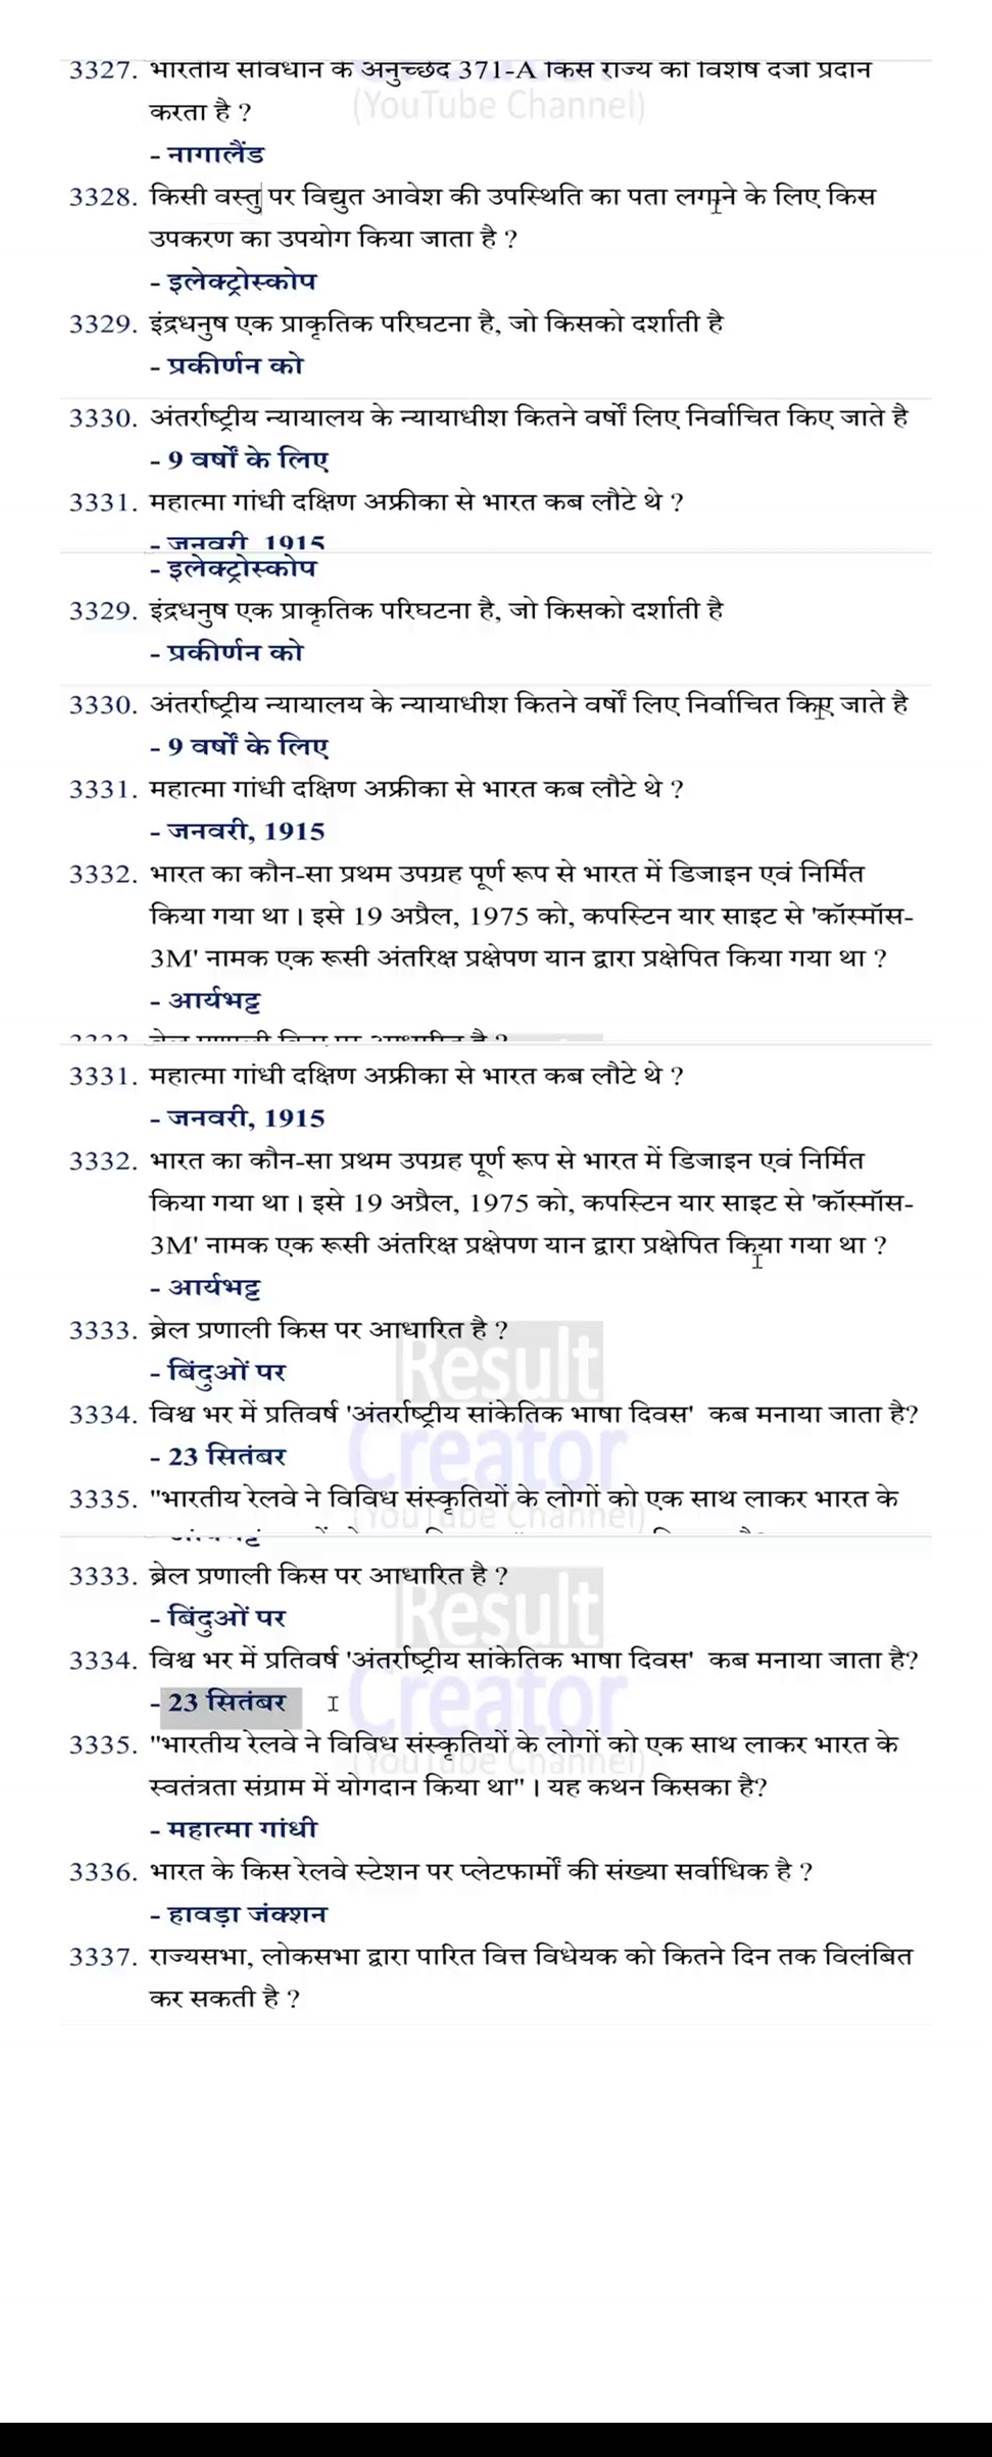 3327. भारतीय संविधान के अनुच्छेद 371-A किस राज्य को विशेष दर्जा प्रदान
करता है ?
(YouTube Channel)
- नागालैंड
3328. किसी वस्तु पर विद्युत आवेश की उपस्थिति का पता लगाने के लिए किस
उपकरण का उपयोग किया जाता है ?
- इलेक्ट्रोस्कोप
3329. इंद्रधनुष एक प्राकृतिक परिघटना है, जो किसको दर्शाती है
- प्रकीर्णन को
3330. अंतर्राष्ट्रीय न्यायालय के न्यायाधीश कितने वर्षों लिए निर्वाचित किए जाते है
- 9 वर्षों के लिए
3331. महात्मा गांधी दक्षिण अफ्रीका से भारत कब लौटे थे ?
- जनवरी, 1915
- इलेक्ट्रोस्कोप
3329. इंद्रधनुष एक प्राकृतिक परिघटना है, जो किसको दर्शाती है
- प्रकीर्णन को
3330. अंतर्राष्ट्रीय न्यायालय के न्यायाधीश कितने वर्षों लिए निर्वाचित किए जाते है
- 9 वर्षों के लिए
3331. महात्मा गांधी दक्षिण अफ्रीका से भारत कब लौटे थे ?
- जनवरी, 1915
3332. भारत का कौन-सा प्रथम उपग्रह पूर्ण रूप से भारत में डिजाइन एवं निर्मित
किया गया था। इसे 19 अप्रैल, 1975 को, कपस्टिन यार साइट से 'कॉस्मॉस-
3M' नामक एक रूसी अंतरिक्ष प्रक्षेपण यान द्वारा प्रक्षेपित किया गया था ?
- आर्यभट्ट
3331. महात्मा गांधी दक्षिण अफ्रीका से भारत कब लौटे थे ?
- जनवरी, 1915
3332. भारत का कौन-सा प्रथम उपग्रह पूर्ण रूप से भारत में डिजाइन एवं निर्मित
किया गया था। इसे 19 अप्रैल, 1975 को, कपस्टिन यार साइट से 'कॉस्मॉस-
3M' नामक एक रूसी अंतरिक्ष प्रक्षेपण यान द्वारा प्रक्षेपित किया गया था ?
- आर्यभट्ट
3333. ब्रेल प्रणाली किस पर आधारित है ?
Result
- बिंदुओं पर
3334. विश्व भर में प्रतिवर्ष 'अंतर्राष्ट्रीय सांकेतिक भाषा दिवस' कब मनाया जाता है?
Creator
- 23 सितंबर
3335. "भारतीय रेलवे ने विविध संस्कृतियों के लोगों को एक साथ लाकर भारत के
(YouTube Channel)
3333. ब्रेल प्रणाली किस पर आधारित है ?
Result
- बिंदुओं पर
3334. विश्व भर में प्रतिवर्ष 'अंतर्राष्ट्रीय सांकेतिक भाषा दिवस' कब मनाया जाता है?
Creator
- 23 सितंबर
3335. "भारतीय रेलवे ने विविध संस्कृतियों के लोगों को एक साथ लाकर भारत के
(YouTube Channel)
स्वतंत्रता संग्राम में योगदान किया था"। यह कथन किसका है?
- महात्मा गांधी
3336. भारत के किस रेलवे स्टेशन पर प्लेटफार्मों की संख्या सर्वाधिक है ?
- हावड़ा जंक्शन
3337. राज्यसभा, लोकसभा द्वारा पारित वित्त विधेयक को कितने दिन तक विलंबित
कर सकती है ?